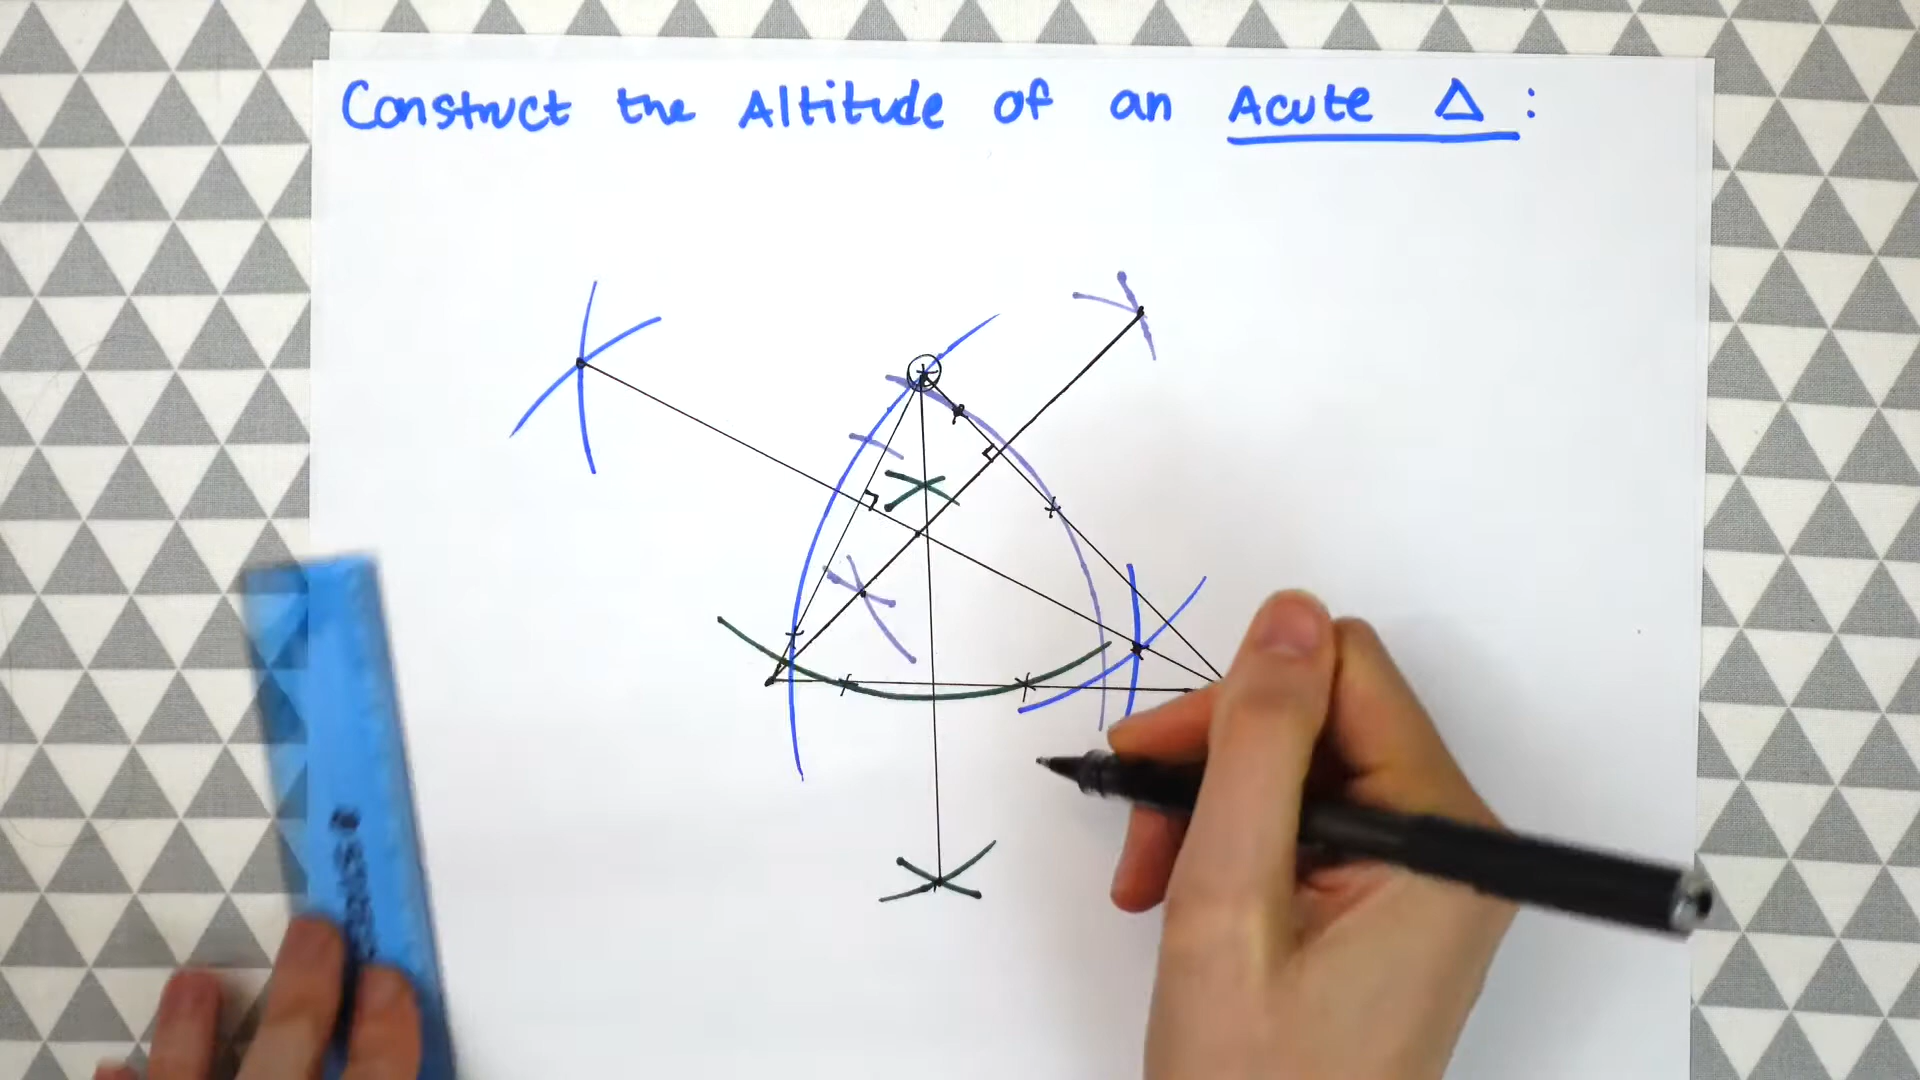 Construct the Altitude of an Acute Δ: